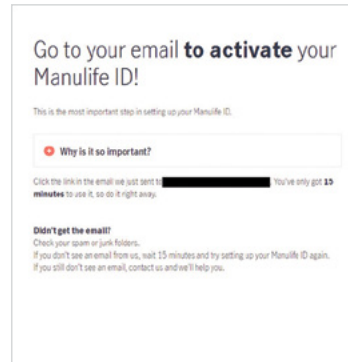 Go to your email to activate your
Manulife ID!
This is the most important step in setting up your Manulife ID.
Why is it so important?
Click the link in the email we just sent to You've only got 15
minutes to use it, so do it right away.
Didn't get the email?
Check your spam or junk folders.
If you don't see an email from us, wait 15 minutes and try setting up your Manulife ID again.
If you still don't see an email, contact us and we'll help you.